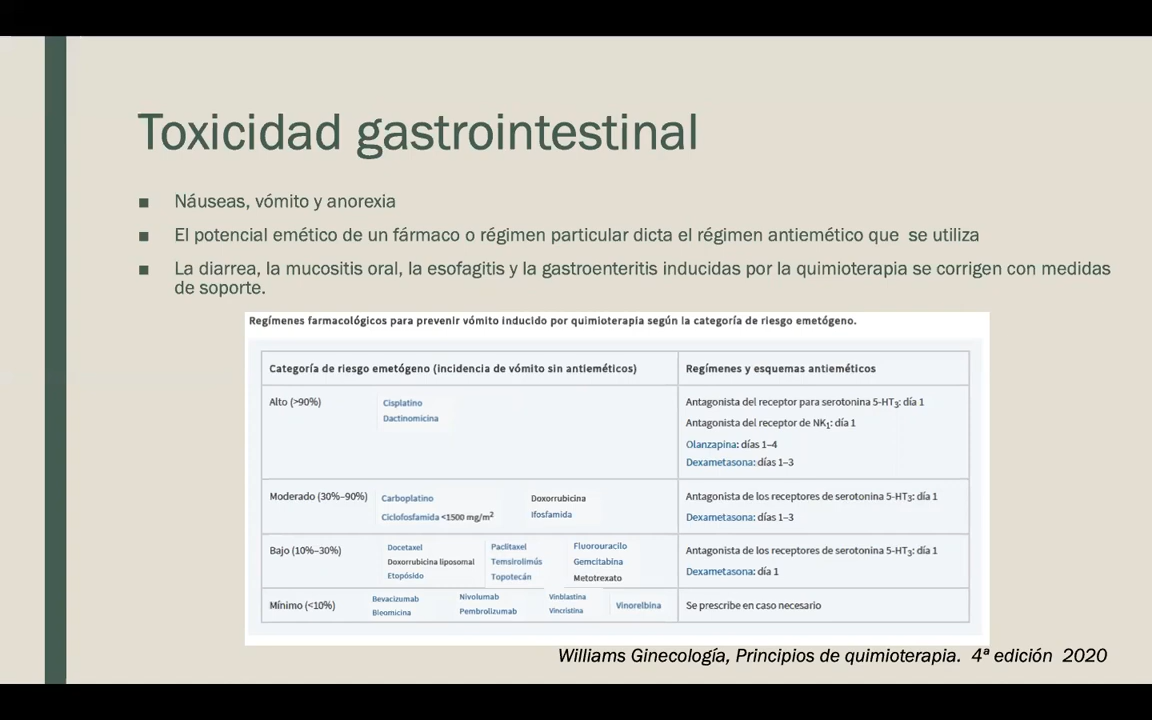 Toxicidad gastrointestinal
■ Náuseas, vómito y anorexia
■ El potencial emético de un fármaco o régimen particular dicta el régimen antiemético que se utiliza
■ La diarrea, la mucositis oral, la esofagitis y la gastroenteritis inducidas por la quimioterapia se corrigen con medidas
de soporte.
Regímenes farmacológicos para prevenir vómito inducido por quimioterapia según la categoría de riesgo emetógeno.
Categoría de riesgo emetógeno (incidencia de vómito sin antieméticos) Regímenes y esquemas antieméticos
Alto (>90%) Cisplatino Antagonista del receptor para serotonina 5-HT3: día 1
Dactinomicina
Antagonista del receptor de NK1: día 1
Olanzapina: días 1–4
Dexametasona: días 1–3
Moderado (30%–90%) Carboplatino Doxorrubicina Antagonista de los receptores de serotonina 5-HT3: día 1
Ciclofosfamida <1500 mg/m2 Ifosfamida Dexametasona: días 1–3
Bajo (10%–30%) Docetaxel Paclitaxel Fluorouracilo Antagonista de los receptores de serotonina 5-HT3: día 1
Doxorrubicina liposomal Temsirolimús Gemcitabina
Etopósido Topotecán Metotrexato Dexametasona: día 1
Mínimo (<10%) Bevacizumab Nivolumab Vinblastina Vinorelbina Se prescribe en caso necesario
Bleomicina Pembrolizumab Vincristina
Williams Ginecología, Principios de quimioterapia. 4ª edición 2020